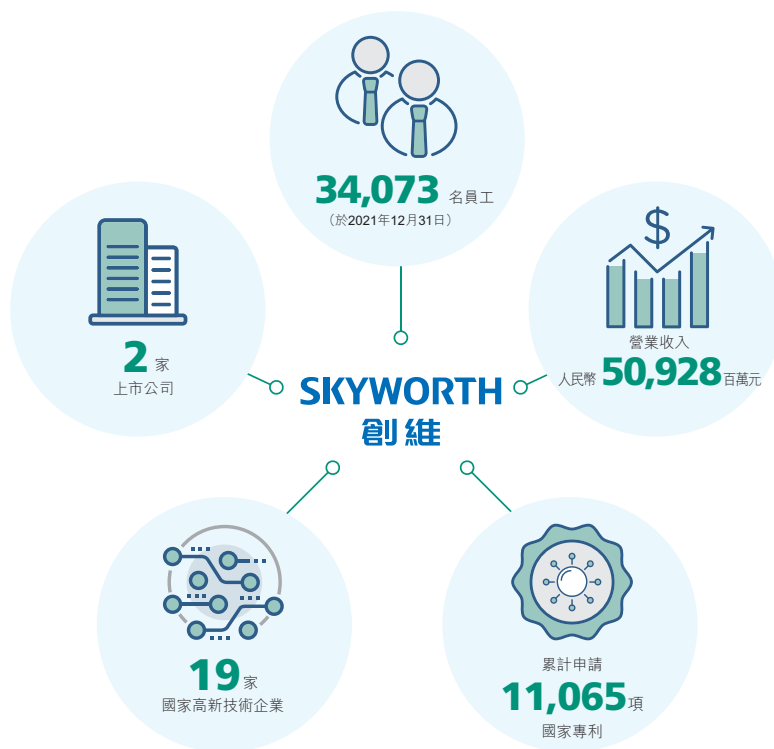 34,073 名員工
（於2021年12月31日）
2 家
上市公司
$
營業收入
人民幣 50,928 百萬元
SKYWORTH
創維
19 家
國家高新技術企業
累計申請
11,065 項
國家專利